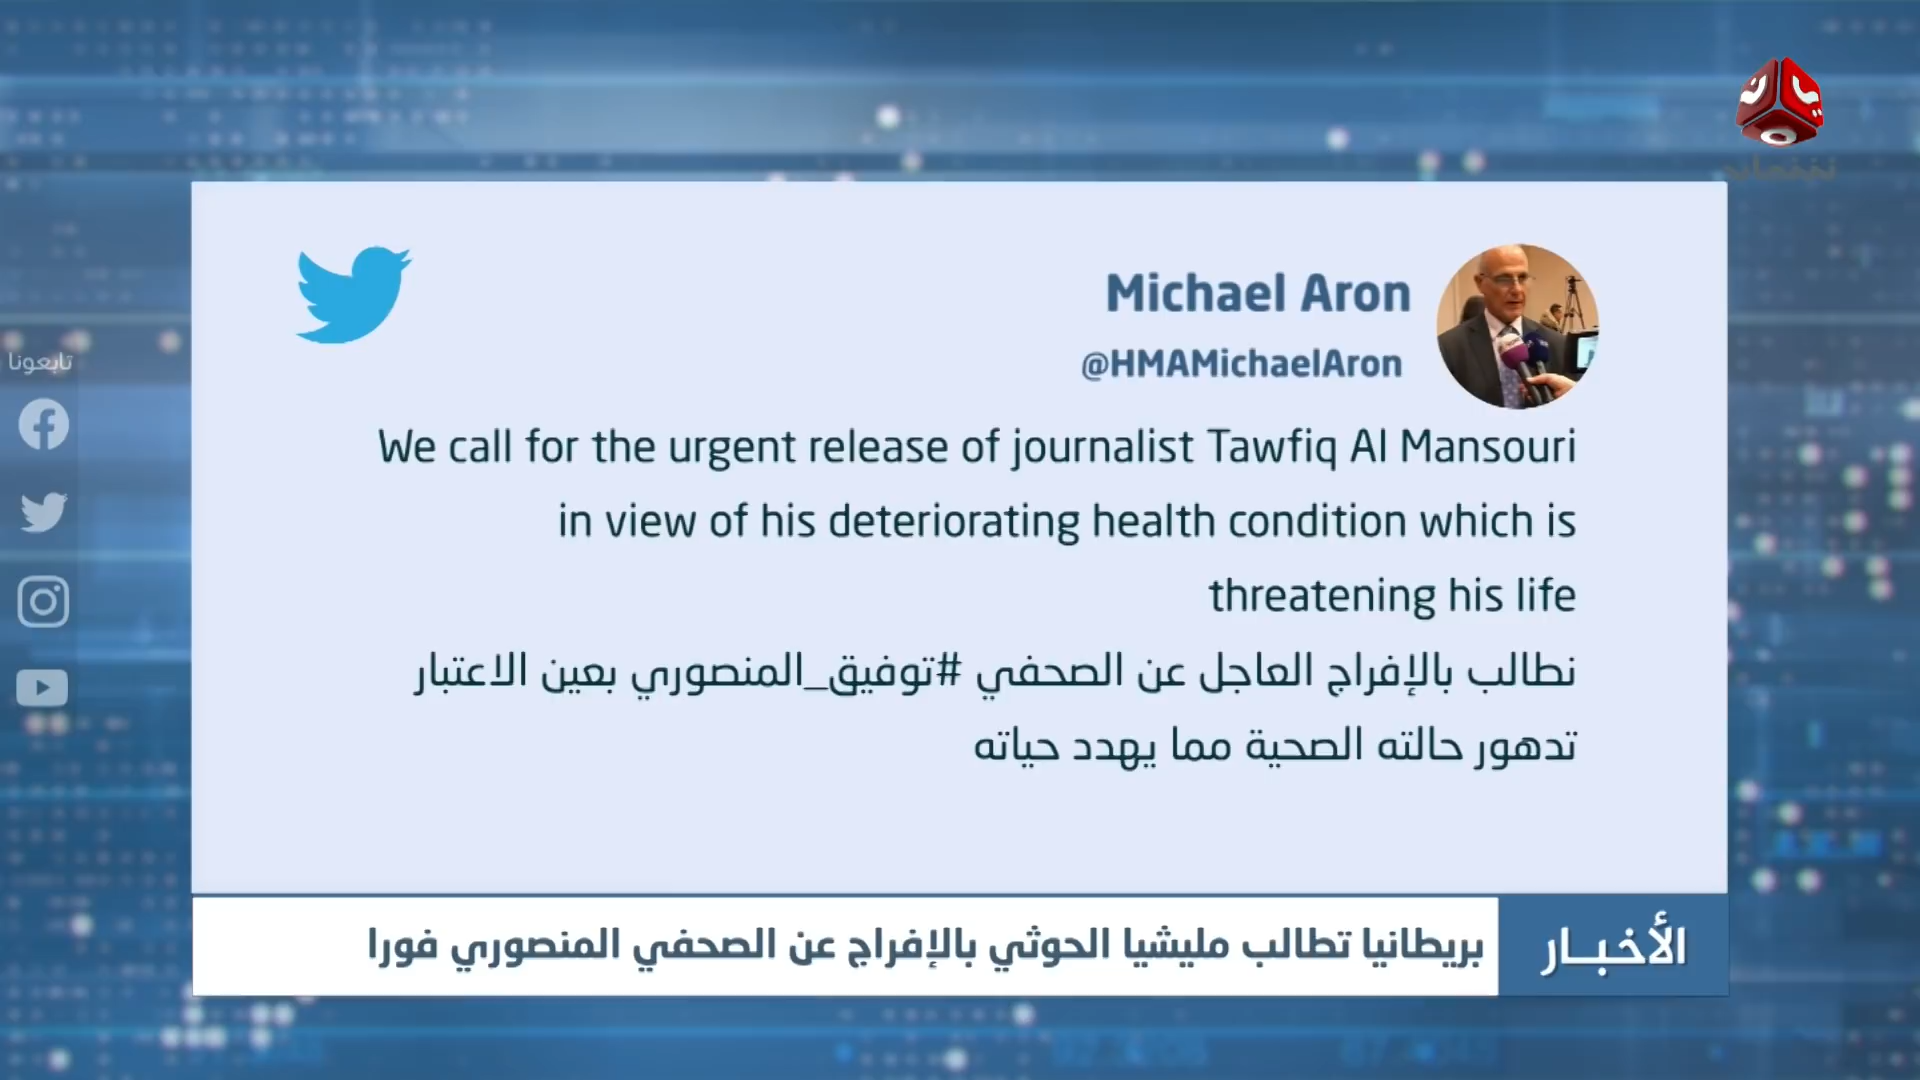 Michael Aron
@HMAMichaelAron
We call for the urgent release of journalist Tawfiq Al Mansouri
in view of his deteriorating health condition which is
threatening his life
نطالب بالإفراج العاجل عن الصحفي #توفيق_المنصوري بعين الاعتبار
تدهور حالته الصحية مما يهدد حياته
تابعونا
الأخبار
بريطانيا تطالب مليشيا الحوثي بالإفراج عن الصحفي المنصوري فورا